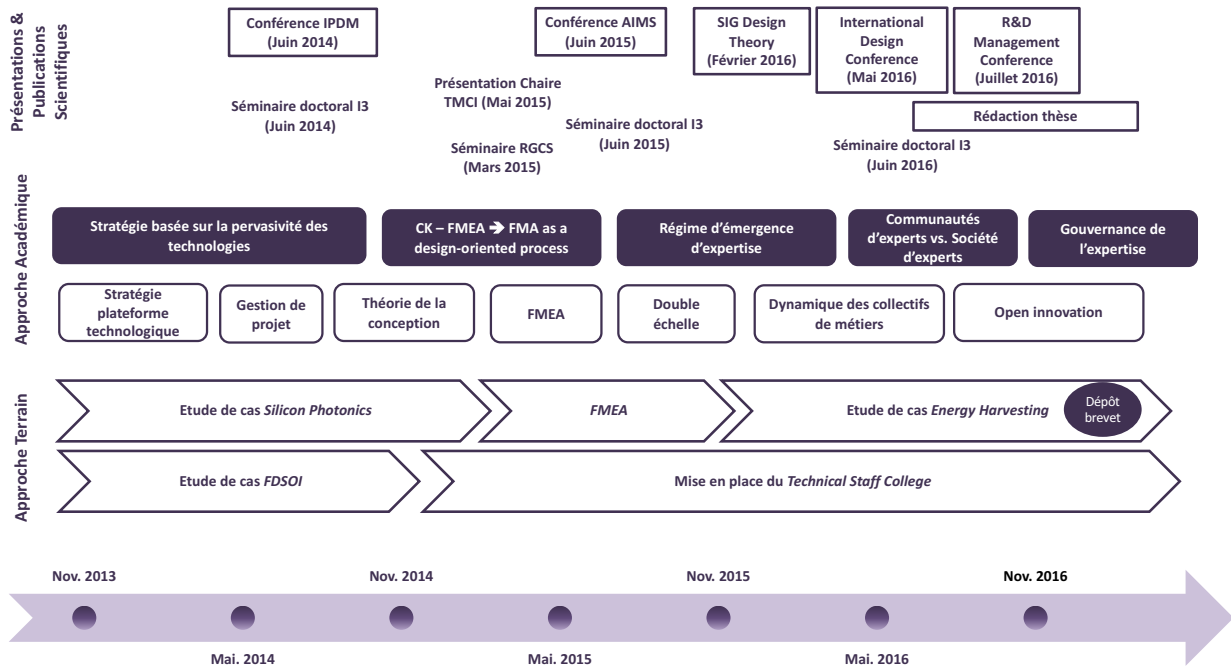 Présentations &
Publications
Scientifiques
Conférence IPDM
(Juin 2014)
Conférence AIMS
(Juin 2015)
SIG Design
Theory
(Février 2016)
International
Design
Conference
(Mai 2016)
R&D
Management
Conference
(Juillet 2016)
Présentation Chaire
TMCI (Mai 2015)
Séminaire doctoral I3
(Juin 2014)
Séminaire doctoral I3
(Juin 2015)
Rédaction thèse
Séminaire RGCS
(Mars 2015)
Séminaire doctoral I3
(Juin 2016)
Approche Académique
Stratégie basée sur la pervasivité des
technologies
CK – FMEA ➔ FMA as a
design-oriented process
Régime d’émergence
d’expertise
Communautés
d’experts vs. Société
d’experts
Gouvernance de
l’expertise
Stratégie
plateforme
technologique
Gestion de
projet
Théorie de la
conception
FMEA
Double
échelle
Dynamique des collectifs
de métiers
Open innovation
Approche Terrain
Etude de cas Silicon Photonics
FMEA
Etude de cas Energy Harvesting
Dépôt
brevet
Etude de cas FDSOI
Mise en place du Technical Staff College
Nov. 2013
Nov. 2014
Nov. 2015
Nov. 2016
Mai. 2014
Mai. 2015
Mai. 2016